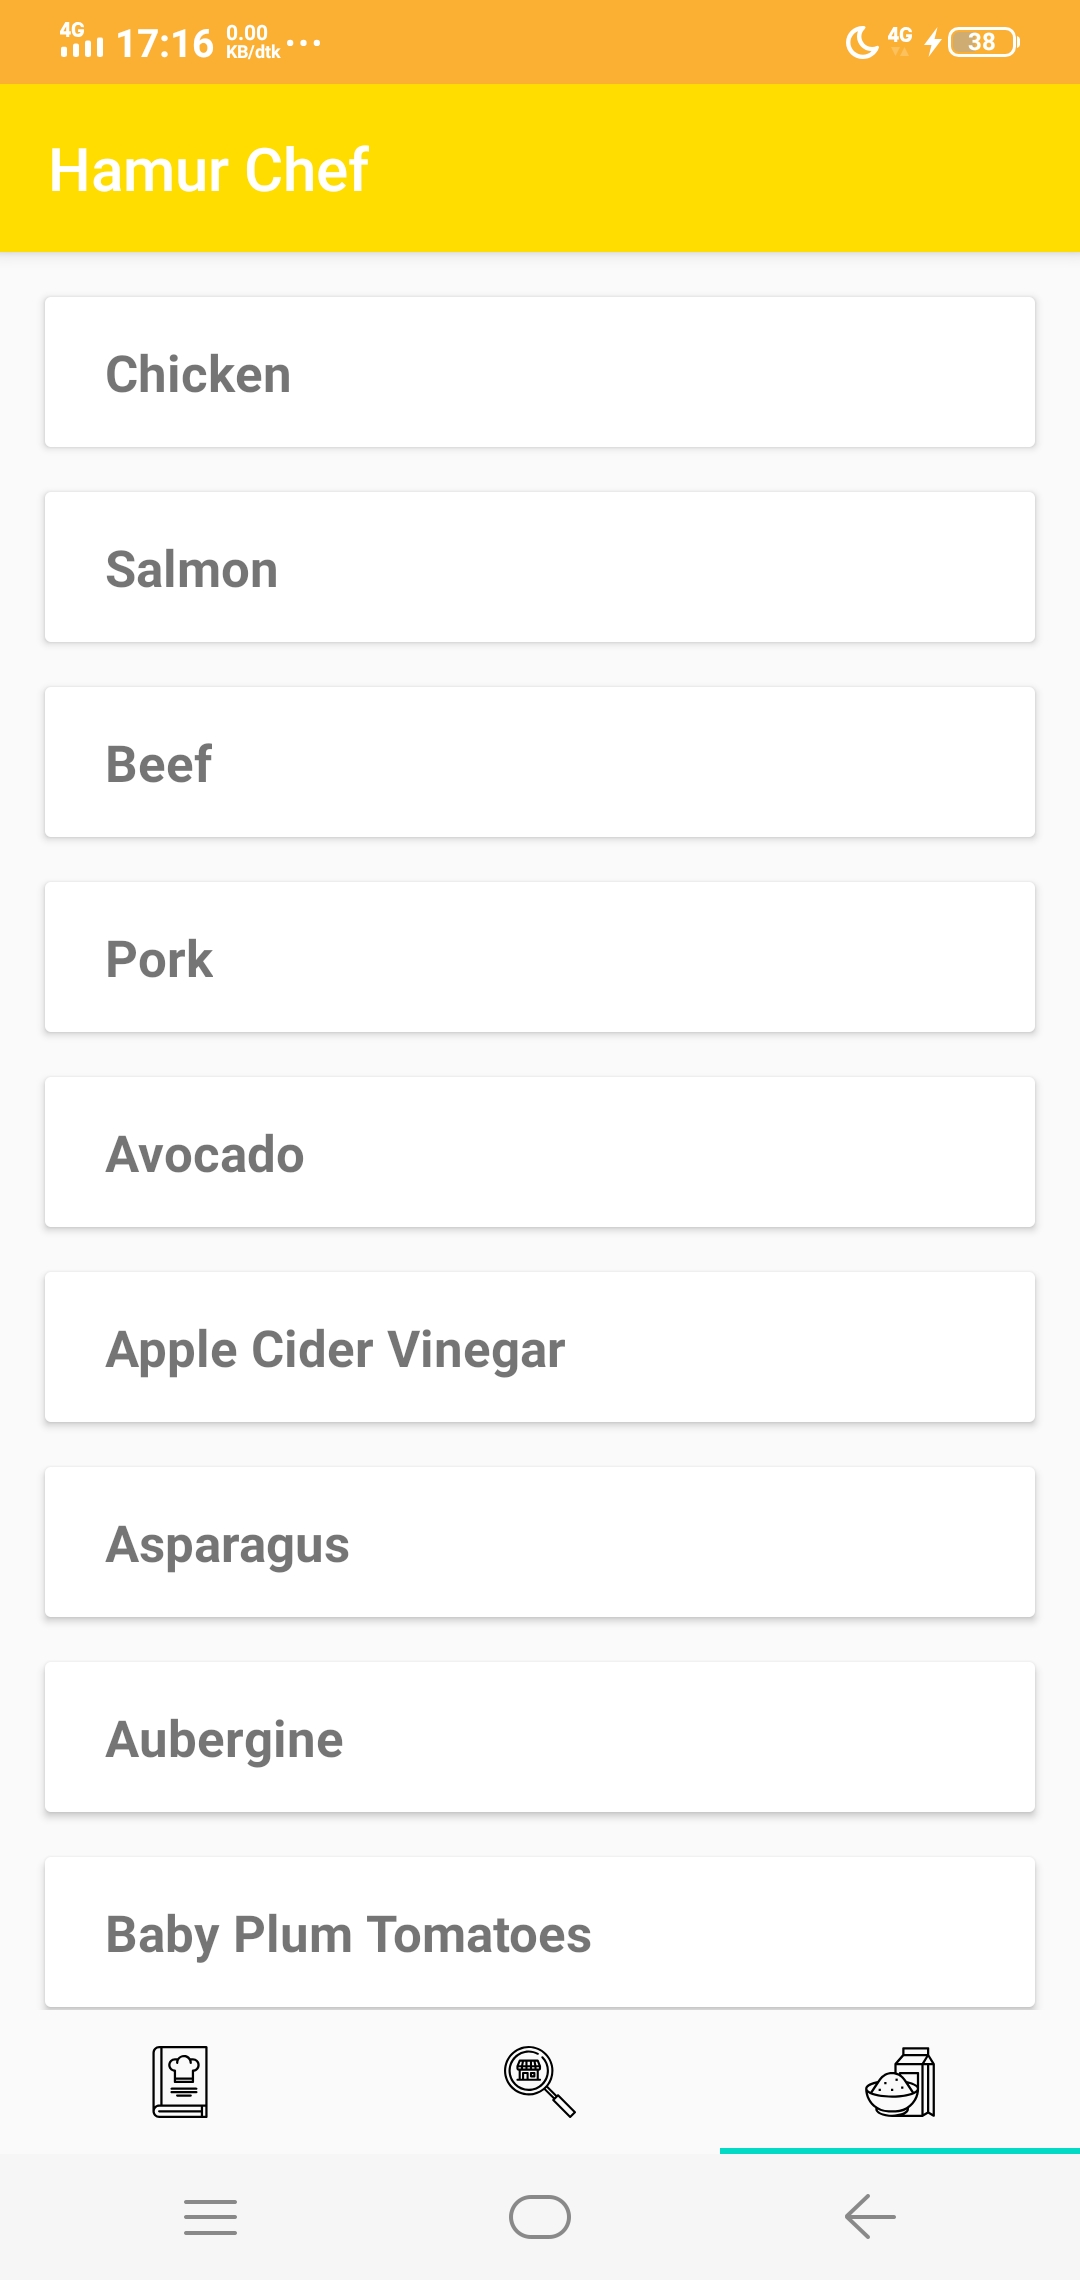 4G 17:16 0.00 KB/dtk ... 4G 38
Hamur Chef
Chicken
Salmon
Beef
Pork
Avocado
Apple Cider Vinegar
Asparagus
Aubergine
Baby Plum Tomatoes